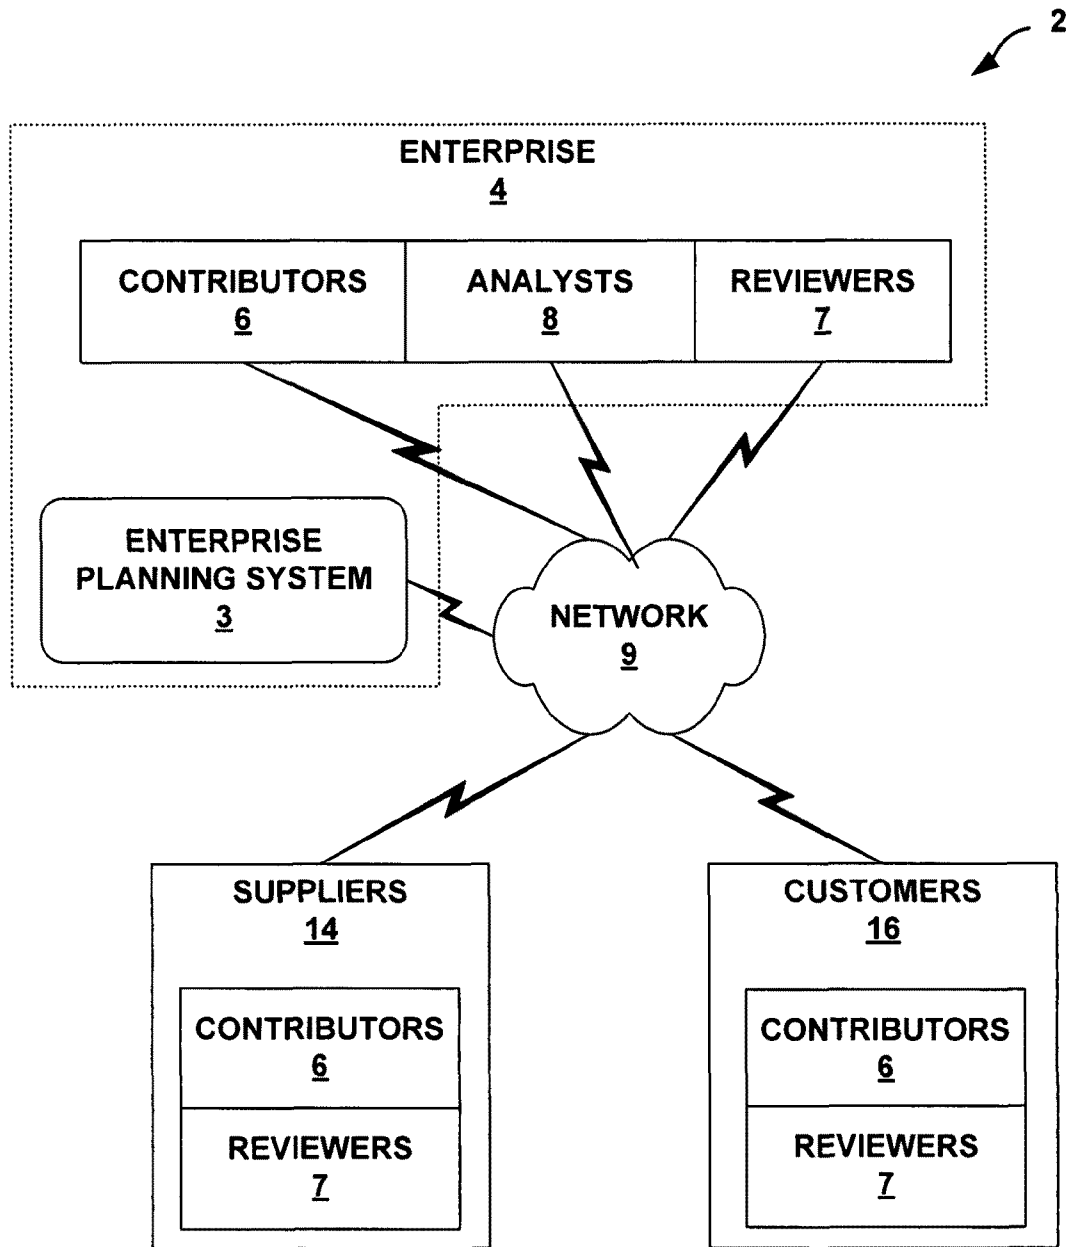 2
ENTERPRISE
4
CONTRIBUTORS
6
ANALYSTS
8
REVIEWERS
7
ENTERPRISE
PLANNING SYSTEM
3
NETWORK
9
SUPPLIERS
14
CONTRIBUTORS
6
REVIEWERS
7
CUSTOMERS
16
CONTRIBUTORS
6
REVIEWERS
7